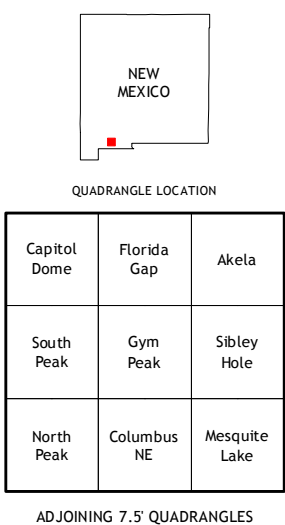 NEW
MEXICO
QUADRANGLE LOCATION
Capitol
Dome
Florida
Gap
Akela
South
Peak
Gym
Peak
Sibley
Hole
North
Peak
Columbus
NE
Mesquite
Lake
ADJOINING 7.5' QUADRANGLES